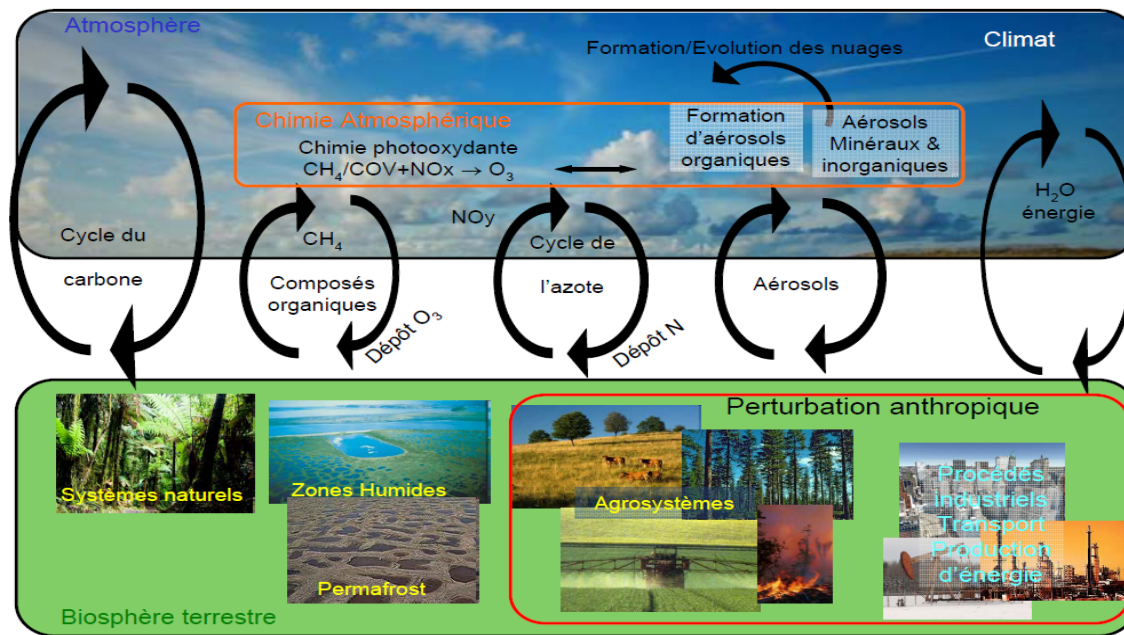 Atmosphère
Climat
Formation/Evolution des nuages
Chimie Atmosphérique
Chimie photooxydante
CH₄/COV+NOx → O₃
Formation
d'aérosols
organiques
Aérosols
Minéraux &
inorganiques
Cycle du
carbone
CH₄
Composés
organiques
NOy
Cycle de
l'azote
Aérosols
H₂O
énergie
Dépôt O₃
Dépôt N
Perturbation anthropique
Systèmes naturels
Zones Humides
Permafrost
Agrosystèmes
Procédés
industriels
Transport
Production
d'énergie
Biosphère terrestre